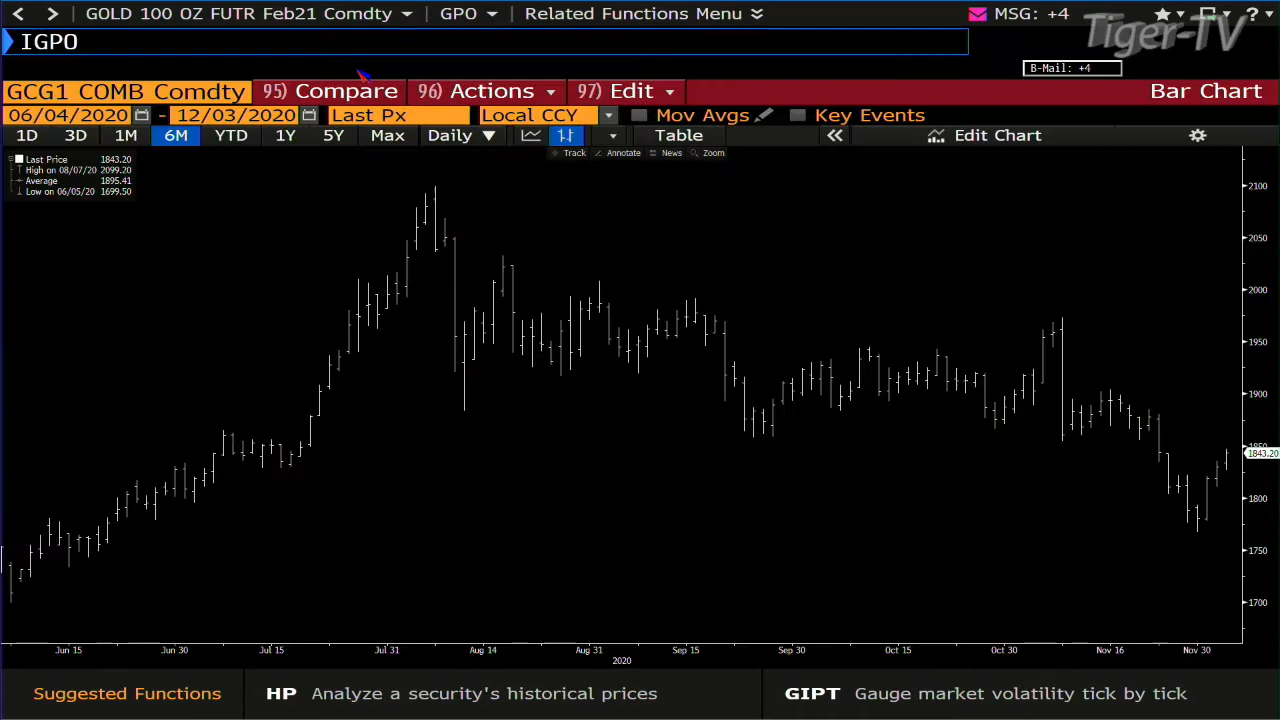 GOLD 100 OZ FUTR Feb21 Comdty GPO Related Functions Menu MSG: +4 ?
Tiger-TV
IGPO
B-Mail: +4
GCG1 COMB Comdty 95) Compare 96) Actions 97) Edit Bar Chart
06/04/2020 - 12/03/2020 Last Px Local CCY Mov Avgs Key Events
1D 3D 1M 6M YTD 1Y 5Y Max Daily Table Edit Chart
Track Annotate News Zoom
Last Price 1843.20
High on 08/07/20 2099.20
Average 1895.41
Low on 06/05/20 1699.50
2100
2050
2000
1950
1900
1850
1843.20
1800
1750
1700
Jun 15 Jun 30 Jul 15 Jul 31 Aug 14 Aug 31 Sep 15 Sep 30 Oct 15 Oct 30 Nov 16 Nov 30
2020
Suggested Functions HP Analyze a security's historical prices GIPT Gauge market volatility tick by tick